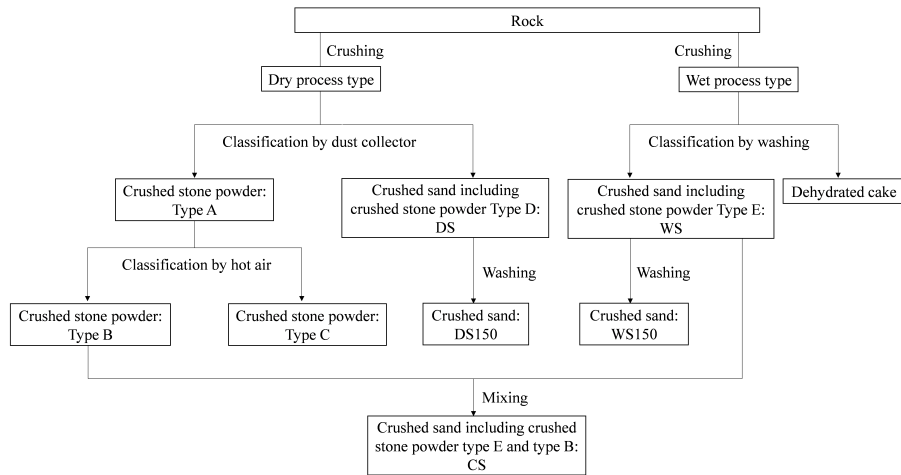 Rock
Crushing
Crushing
Dry process type
Wet process type
Classification by dust collector
Classification by washing
Crushed stone powder:
Type A
Crushed sand including
crushed stone powder Type D:
DS
Crushed sand including
crushed stone powder Type E:
WS
Dehydrated cake
Classification by hot air
Washing
Washing
Crushed stone powder:
Type B
Crushed stone powder:
Type C
Crushed sand:
DS150
Crushed sand:
WS150
Mixing
Crushed sand including crushed
stone powder type E and type B:
CS